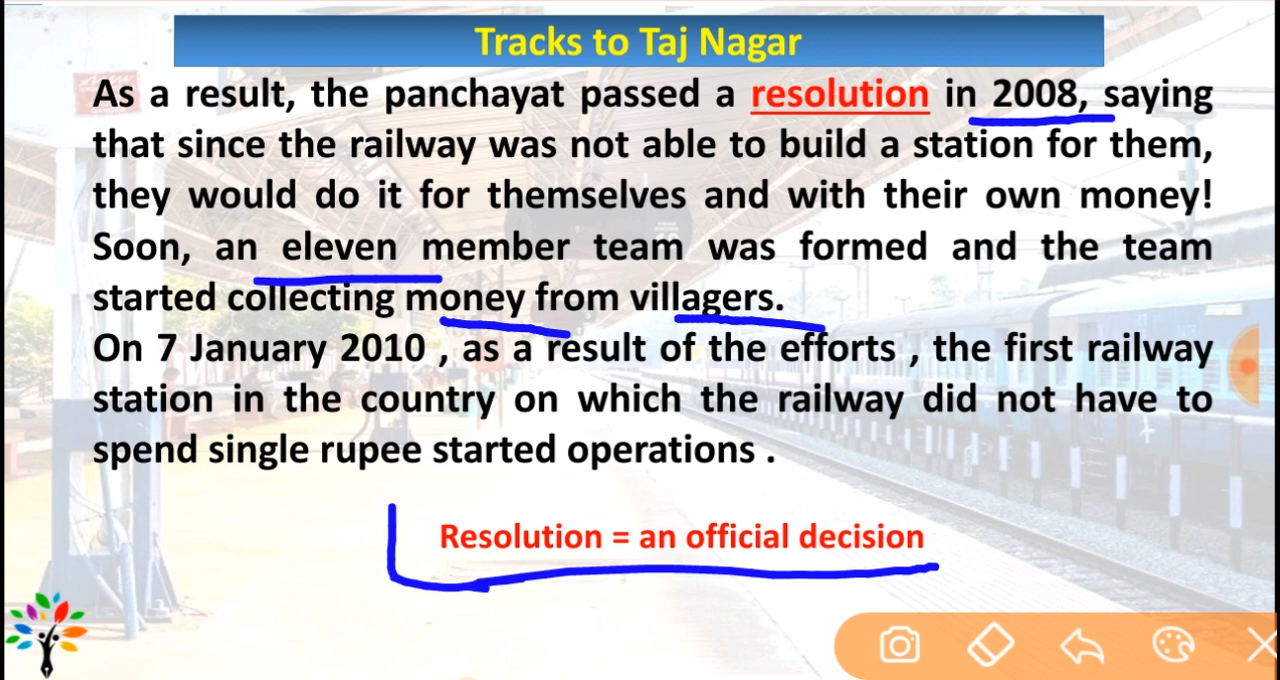 Tracks to Taj Nagar
As a result, the panchayat passed a resolution in 2008, saying
that since the railway was not able to build a station for them,
they would do it for themselves and with their own money!
Soon, an eleven member team was formed and the team
started collecting money from villagers.
On 7 January 2010 , as a result of the efforts , the first railway
station in the country on which the railway did not have to
spend single rupee started operations .
Resolution = an official decision